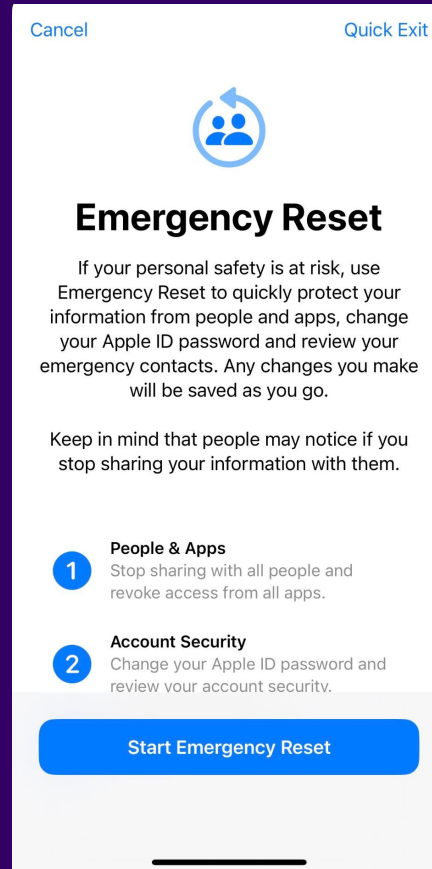 Cancel Quick Exit
Emergency Reset
If your personal safety is at risk, use
Emergency Reset to quickly protect your
information from people and apps, change
your Apple ID password and review your
emergency contacts. Any changes you make
will be saved as you go.
Keep in mind that people may notice if you
stop sharing your information with them.
1
People & Apps
Stop sharing with all people and
revoke access from all apps.
2
Account Security
Change your Apple ID password and
review your account security.
Start Emergency Reset